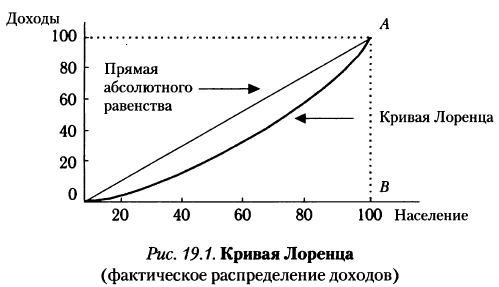 Доходы
A
100
80
60
40
20
0
Прямая
абсолютного
равенства
Кривая Лоренца
B
20 40 60 80 100 Население
Рис. 19.1. Кривая Лоренца
(фактическое распределение доходов)